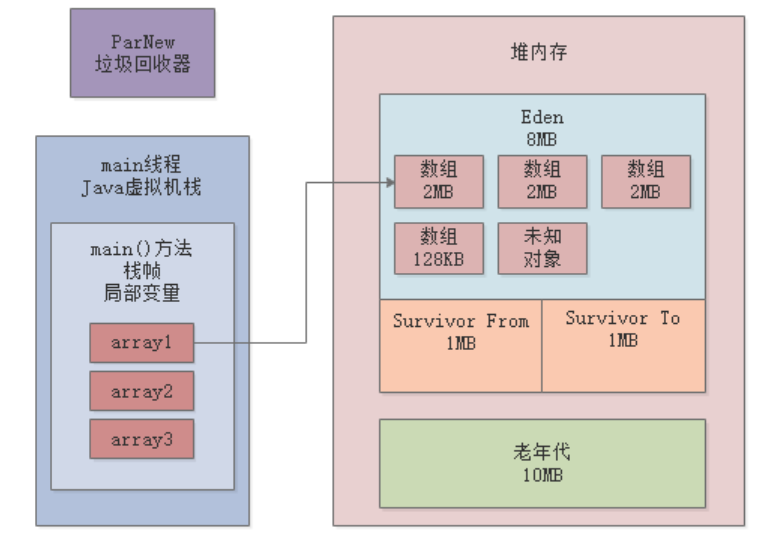 ParNew
垃圾回收器
main线程
Java虚拟机栈
main()方法
栈帧
局部变量
array1
array2
array3
堆内存
Eden
8MB
数组
2MB
数组
2MB
数组
2MB
数组
128KB
未知
对象
Survivor From
1MB
Survivor To
1MB
老年代
10MB